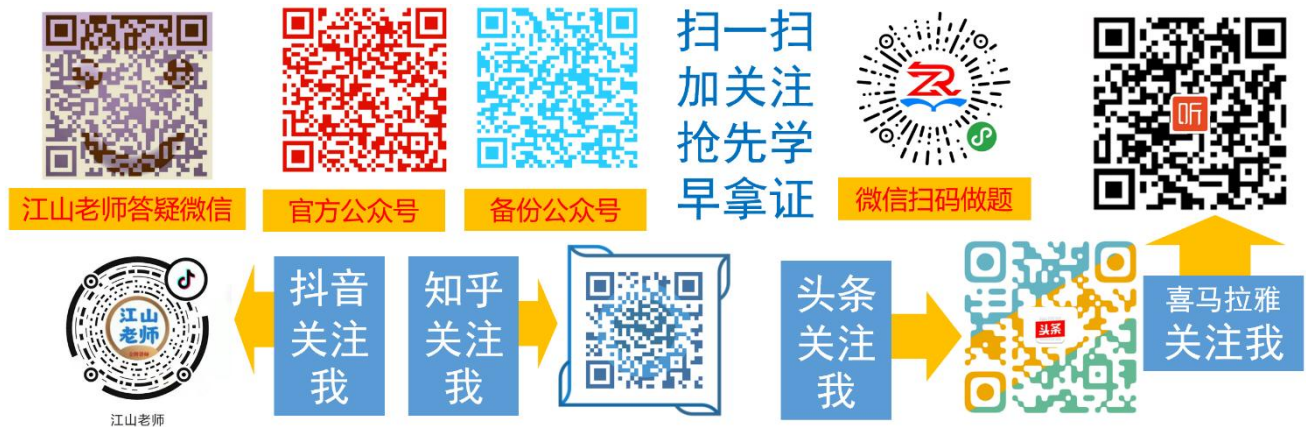 扫一扫
加关注
抢先学
早拿证
听
江山老师答疑微信
官方公众号
备份公众号
微信扫码做题
江山
老师
江山老师
抖音
关注
我
知乎
关注
我
头条
关注
我
头条
喜马拉雅
关注我